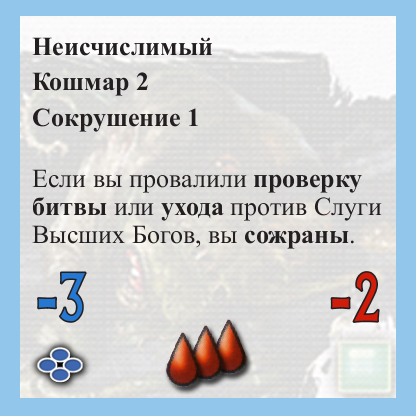 Неисчислимый
Кошмар 2
Сокрушение 1
Если вы провалили проверку
битвы или ухода против Слуги
Высших Богов, вы сожраны.
-3
-2